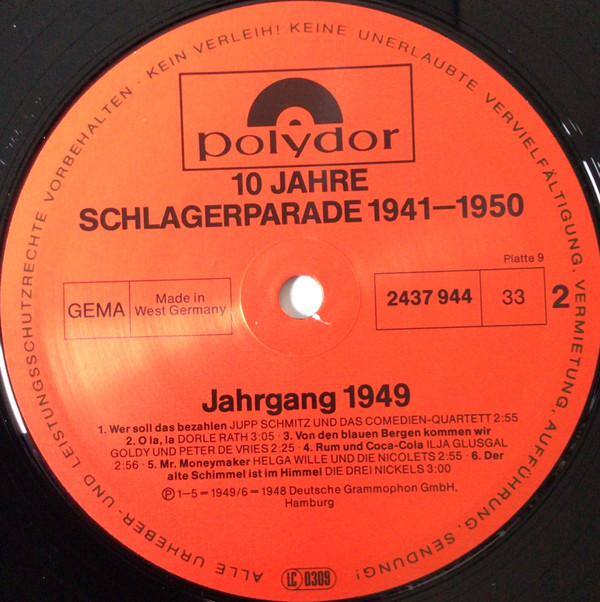 ALLE URHEBER- UND LEISTUNGSSCHUTZRECHTE VORBEHALTEN · KEIN VERLEIH! KEINE UNERLAUBTE VERVIELFÄLTIGUNG, VERMIETUNG, AUFFÜHRUNG, SENDUNG!
polydor
10 JAHRE
SCHLAGERPARADE 1941—1950
Platte 9
GEMA
Made in
West Germany
2437 944
33
2
Jahrgang 1949
1. Wer soll das bezahlen JUPP SCHMITZ UND DAS COMEDIEN-QUARTETT 2:55
2. O la, la DORLE RATH 3:05 · 3. Von den blauen Bergen kommen wir
GOLDY UND PETER DE VRIES 2:25 · 4. Rum und Coca-Cola ILJA GLUSGAL
2:56 · 5. Mr. Moneymaker HELGA WILLE UND DIE NICOLETS 2:55 · 6. Der
alte Schimmel ist im Himmel DIE DREI NICKELS 3:00
Ⓟ 1–5 = 1949/6 = 1948 Deutsche Grammophon GmbH,
Hamburg
LC 0309